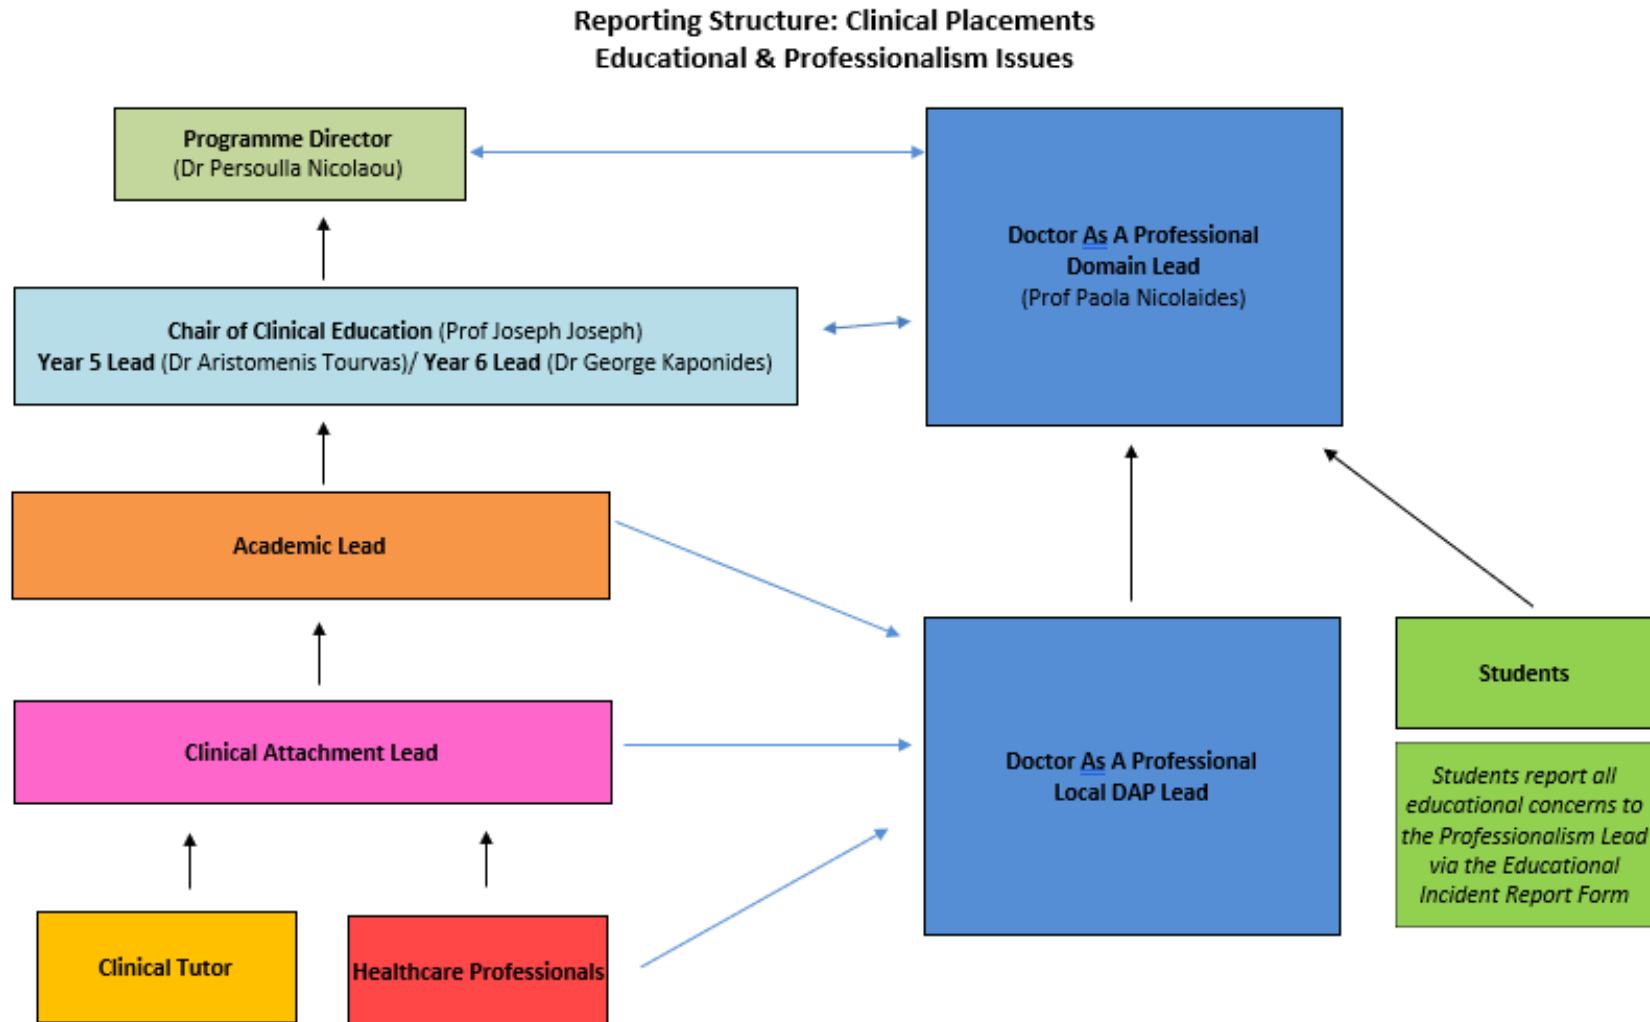 Reporting Structure: Clinical Placements
Educational & Professionalism Issues
Programme Director
(Dr Persoulla Nicolaou)
Doctor As A Professional
Domain Lead
(Prof Paola Nicolaides)
Chair of Clinical Education (Prof Joseph Joseph)
Year 5 Lead (Dr Aristomenis Tourvas)/ Year 6 Lead (Dr George Kaponides)
Academic Lead
Clinical Attachment Lead
Doctor As A Professional
Local DAP Lead
Students
Students report all
educational concerns to
the Professionalism Lead
via the Educational
Incident Report Form
Clinical Tutor
Healthcare Professionals